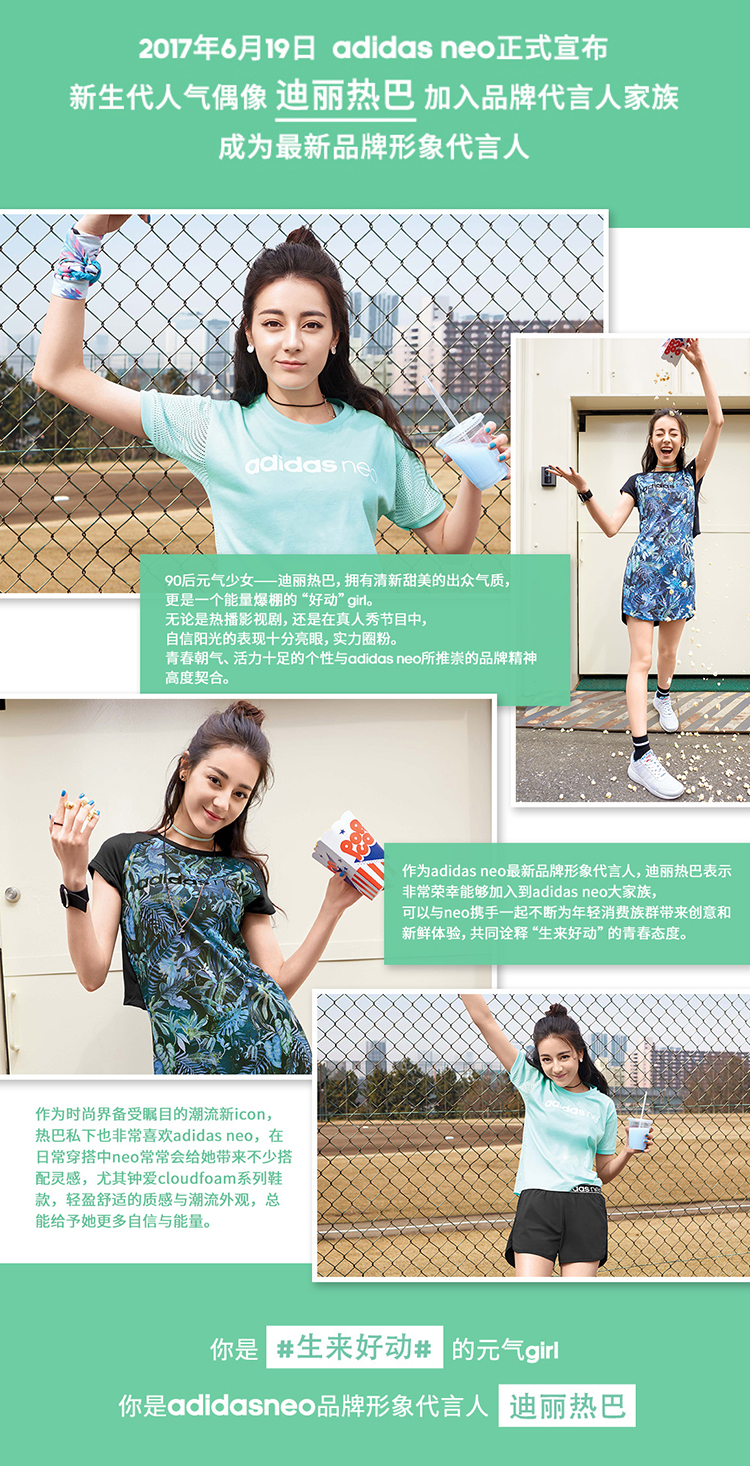 2017年6月19日 adidas neo正式宣布
新生代人气偶像 迪丽热巴 加入品牌代言人家族
成为最新品牌形象代言人
adidas neo
adidas
90后元气少女——迪丽热巴，拥有清新甜美的出众气质，
更是一个能量爆棚的“好动”girl。
无论是热播影视剧，还是在真人秀节目中，
自信阳光的表现十分亮眼，实力圈粉。
青春朝气、活力十足的个性与adidas neo所推崇的品牌精神
高度契合。
adidas neo
作为adidas neo最新品牌形象代言人，迪丽热巴表示
非常荣幸能够加入到adidas neo大家族，
可以与neo携手一起不断为年轻消费族群带来创意和
新鲜体验，共同诠释“生来好动”的青春态度。
adidas neo
adidas neo
作为时尚界备受瞩目的潮流新icon，
热巴私下也非常喜欢adidas neo，在
日常穿搭中neo常常会给她带来不少搭
配灵感，尤其钟爱cloudfoam系列鞋
款，轻盈舒适的质感与潮流外观，总
能给予她更多自信与能量。
你是 #生来好动# 的元气girl
你是adidasneo品牌形象代言人 迪丽热巴